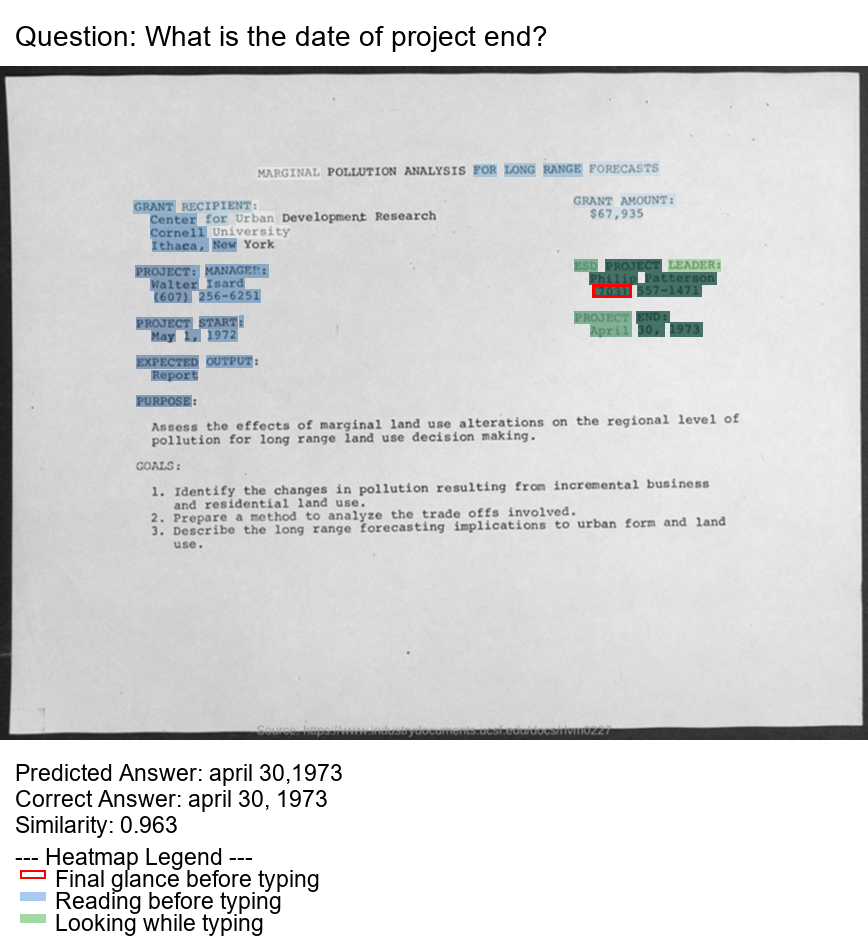 Question: What is the date of project end?
MARGINAL POLLUTION ANALYSIS FOR LONG RANGE FORECASTS
GRANT RECIPIENT:
Center for Urban Development Research
Cornell University
Ithaca, New York
GRANT AMOUNT:
$67,935
PROJECT: MANAGER:
Walter Isard
(607) 256-6251
ESD PROJECT LEADER:
Philip Patterson
(703) 557-1471
PROJECT START:
May 1, 1972
PROJECT END:
April 30, 1973
EXPECTED OUTPUT:
Report
PURPOSE:
Assess the effects of marginal land use alterations on the regional level of
pollution for long range land use decision making.
GOALS:
1. Identify the changes in pollution resulting from incremental business
and residential land use.
2. Prepare a method to analyze the trade offs involved.
3. Describe the long range forecasting implications to urban form and land
use.
Source: https://www.industrydocuments.ucsf.edu/docs/
Predicted Answer: april 30,1973
Correct Answer: april 30, 1973
Similarity: 0.963
--- Heatmap Legend ---
Final glance before typing
Reading before typing
Looking while typing